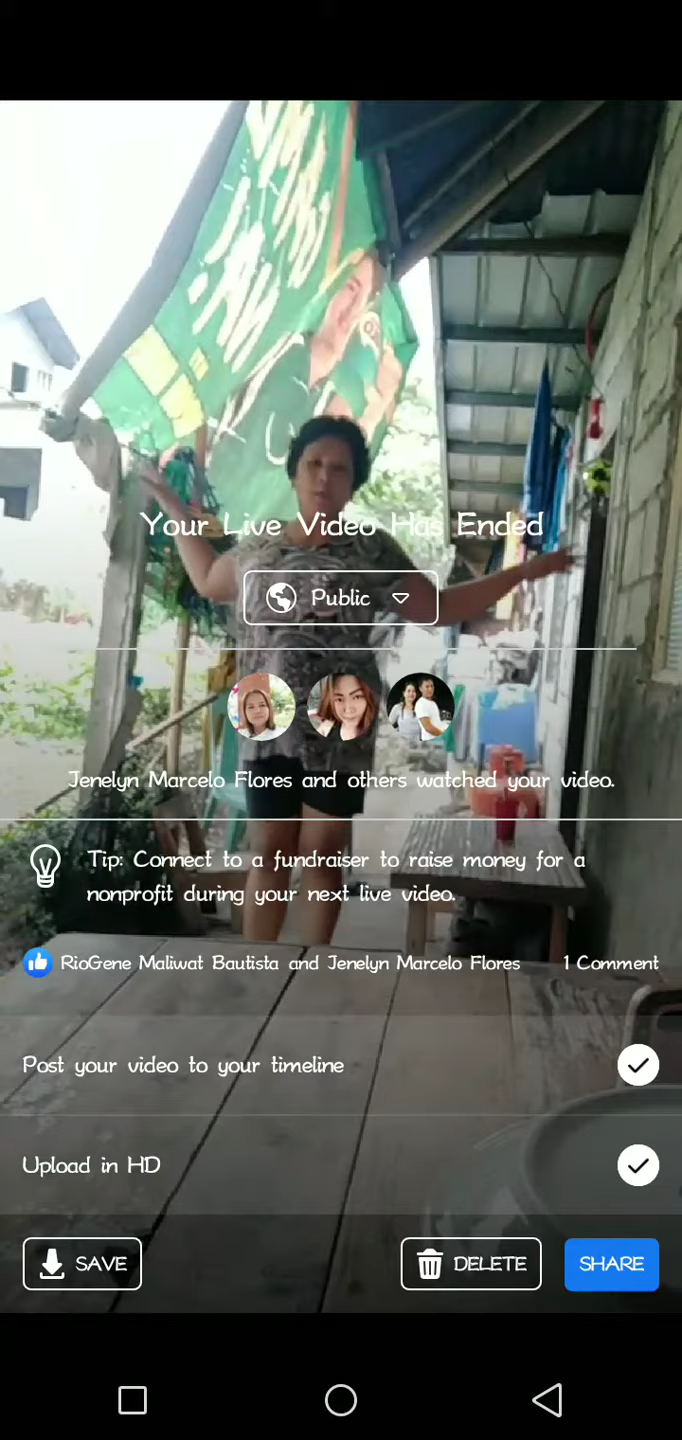 Your Live Video Has Ended
Public
Jenelyn Marcelo Flores and others watched your video.
Tip: Connect to a fundraiser to raise money for a
nonprofit during your next live video.
RioGene Maliwat Bautista and Jenelyn Marcelo Flores 1 Comment
Post your video to your timeline
Upload in HD
SAVE DELETE SHARE